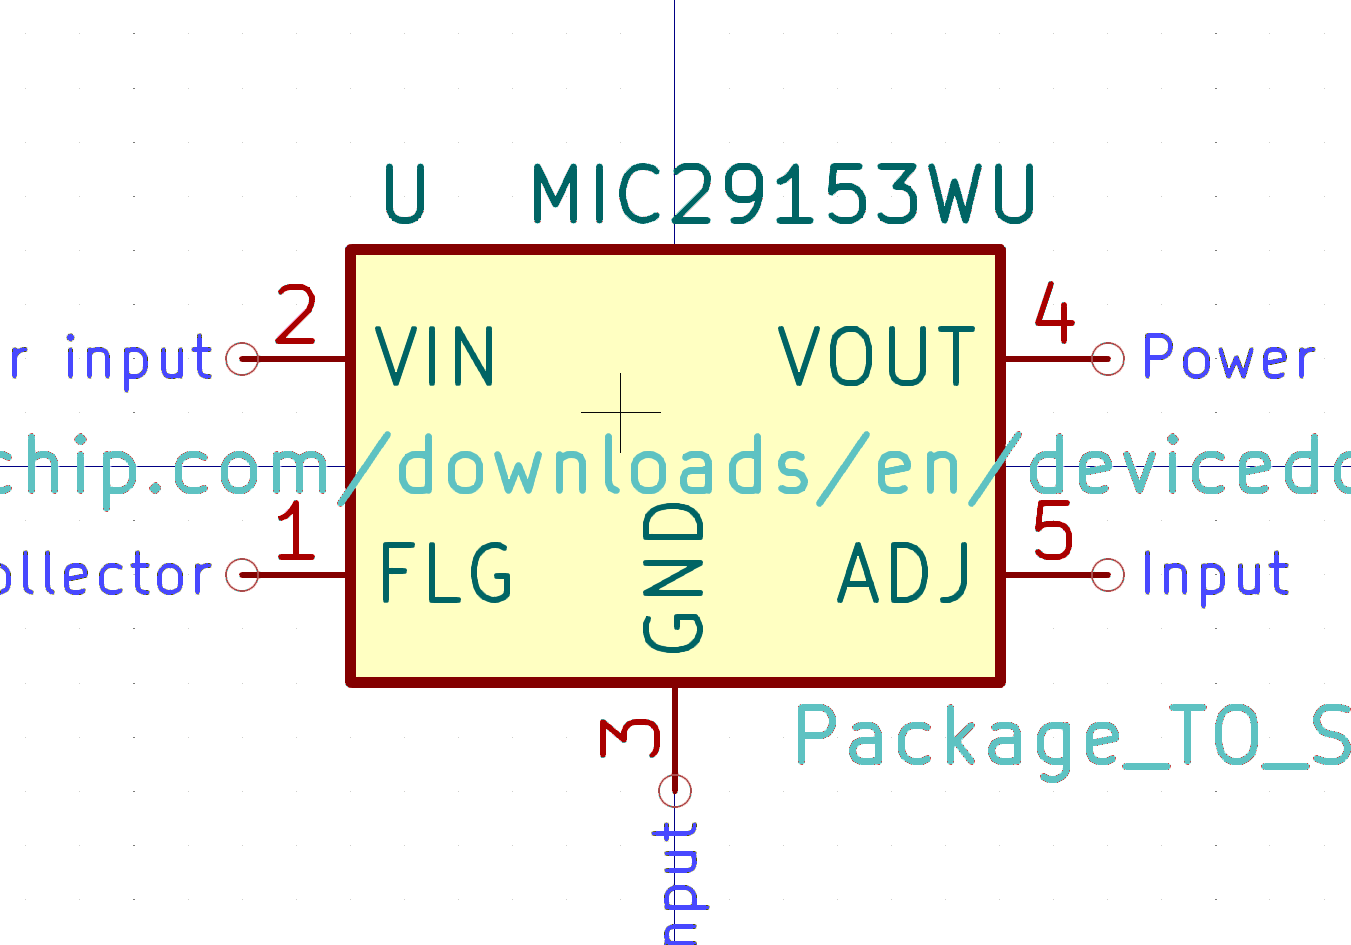 U MIC29153WU
2 4
r input VIN VOUT Power
chip.com/downloads/en/devicedo
1 5
ollector FLG GND ADJ Input
3 Package_TO_S
nput